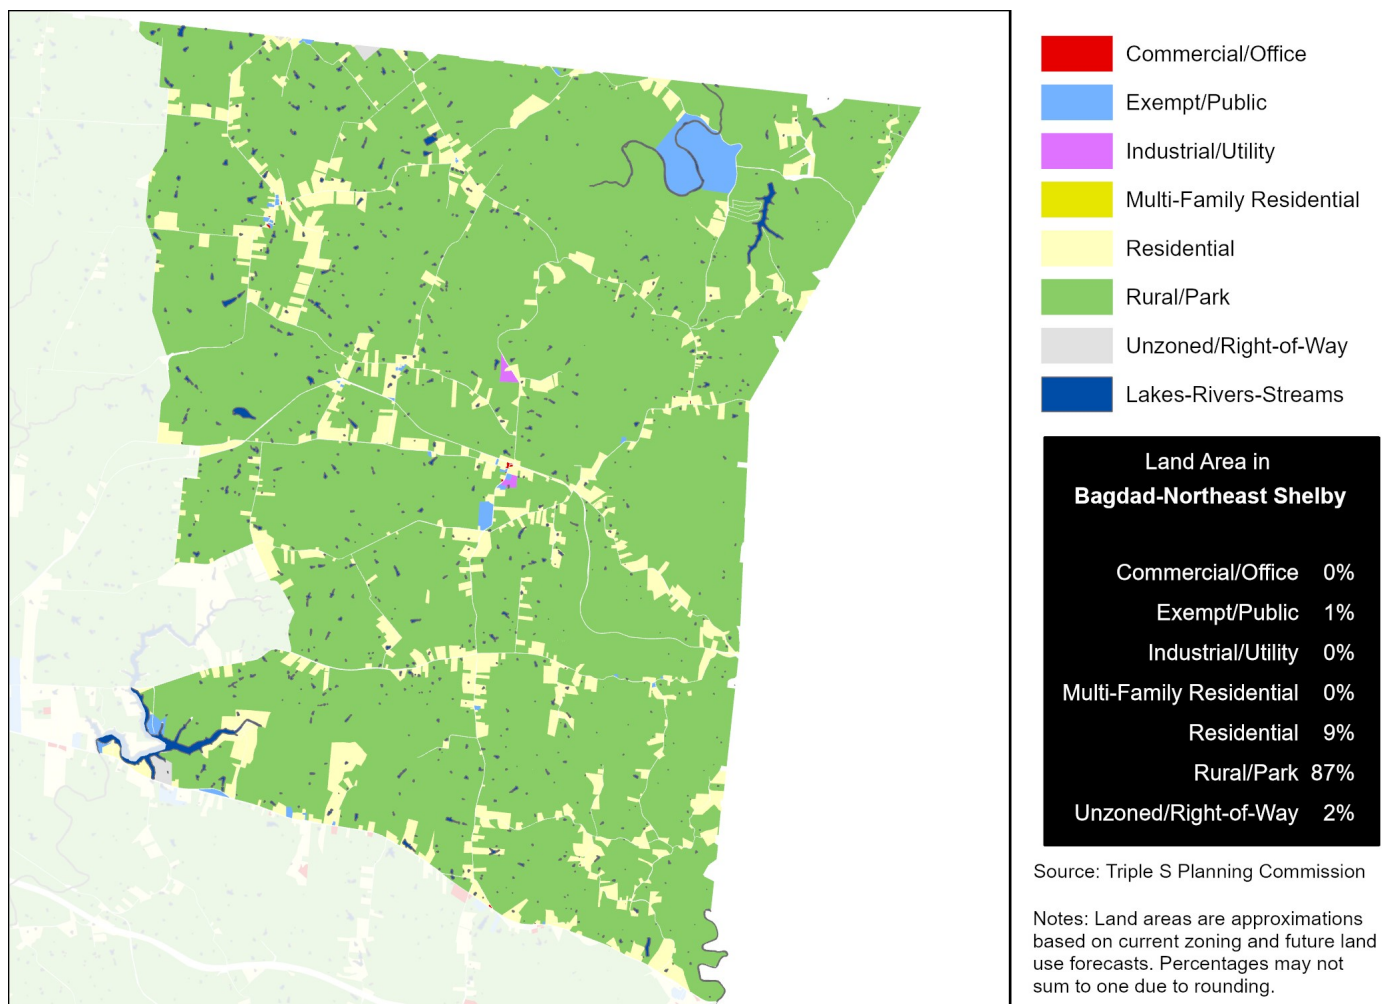 Commercial/Office
Exempt/Public
Industrial/Utility
Multi-Family Residential
Residential
Rural/Park
Unzoned/Right-of-Way
Lakes-Rivers-Streams
Land Area in
Bagdad-Northeast Shelby
Commercial/Office 0%
Exempt/Public 1%
Industrial/Utility 0%
Multi-Family Residential 0%
Residential 9%
Rural/Park 87%
Unzoned/Right-of-Way 2%
Source: Triple S Planning Commission
Notes: Land areas are approximations
based on current zoning and future land
use forecasts. Percentages may not
sum to one due to rounding.